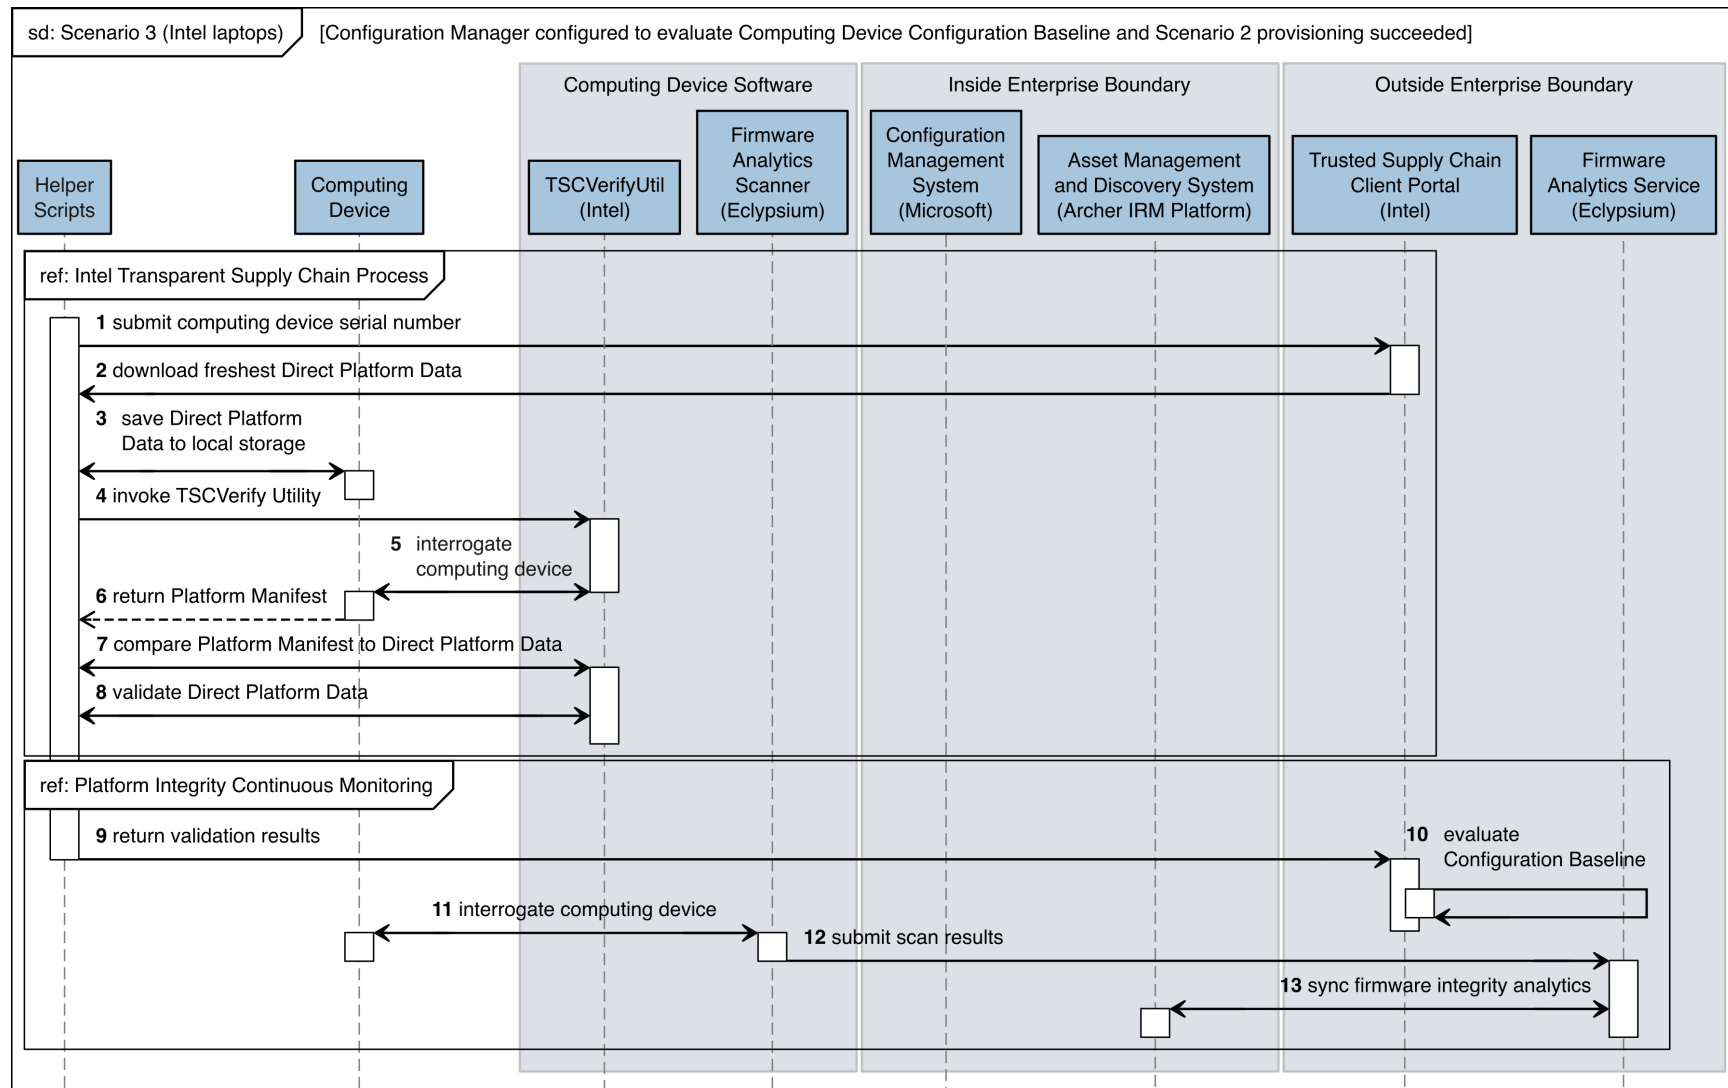 sd: Scenario 3 (Intel laptops)
[Configuration Manager configured to evaluate Computing Device Configuration Baseline and Scenario 2 provisioning succeeded]
Computing Device Software
Inside Enterprise Boundary
Outside Enterprise Boundary
Helper
Scripts
Computing
Device
TSCVerifyUtil
(Intel)
Firmware
Analytics
Scanner
(Eclypsium)
Configuration
Management
System
(Microsoft)
Asset Management
and Discovery System
(Archer IRM Platform)
Trusted Supply Chain
Client Portal
(Intel)
Firmware
Analytics Service
(Eclypsium)
ref: Intel Transparent Supply Chain Process
1 submit computing device serial number
2 download freshest Direct Platform Data
3 save Direct Platform
Data to local storage
4 invoke TSCVerify Utility
5 interrogate
computing device
6 return Platform Manifest
7 compare Platform Manifest to Direct Platform Data
8 validate Direct Platform Data
ref: Platform Integrity Continuous Monitoring
9 return validation results
10 evaluate
Configuration Baseline
11 interrogate computing device
12 submit scan results
13 sync firmware integrity analytics